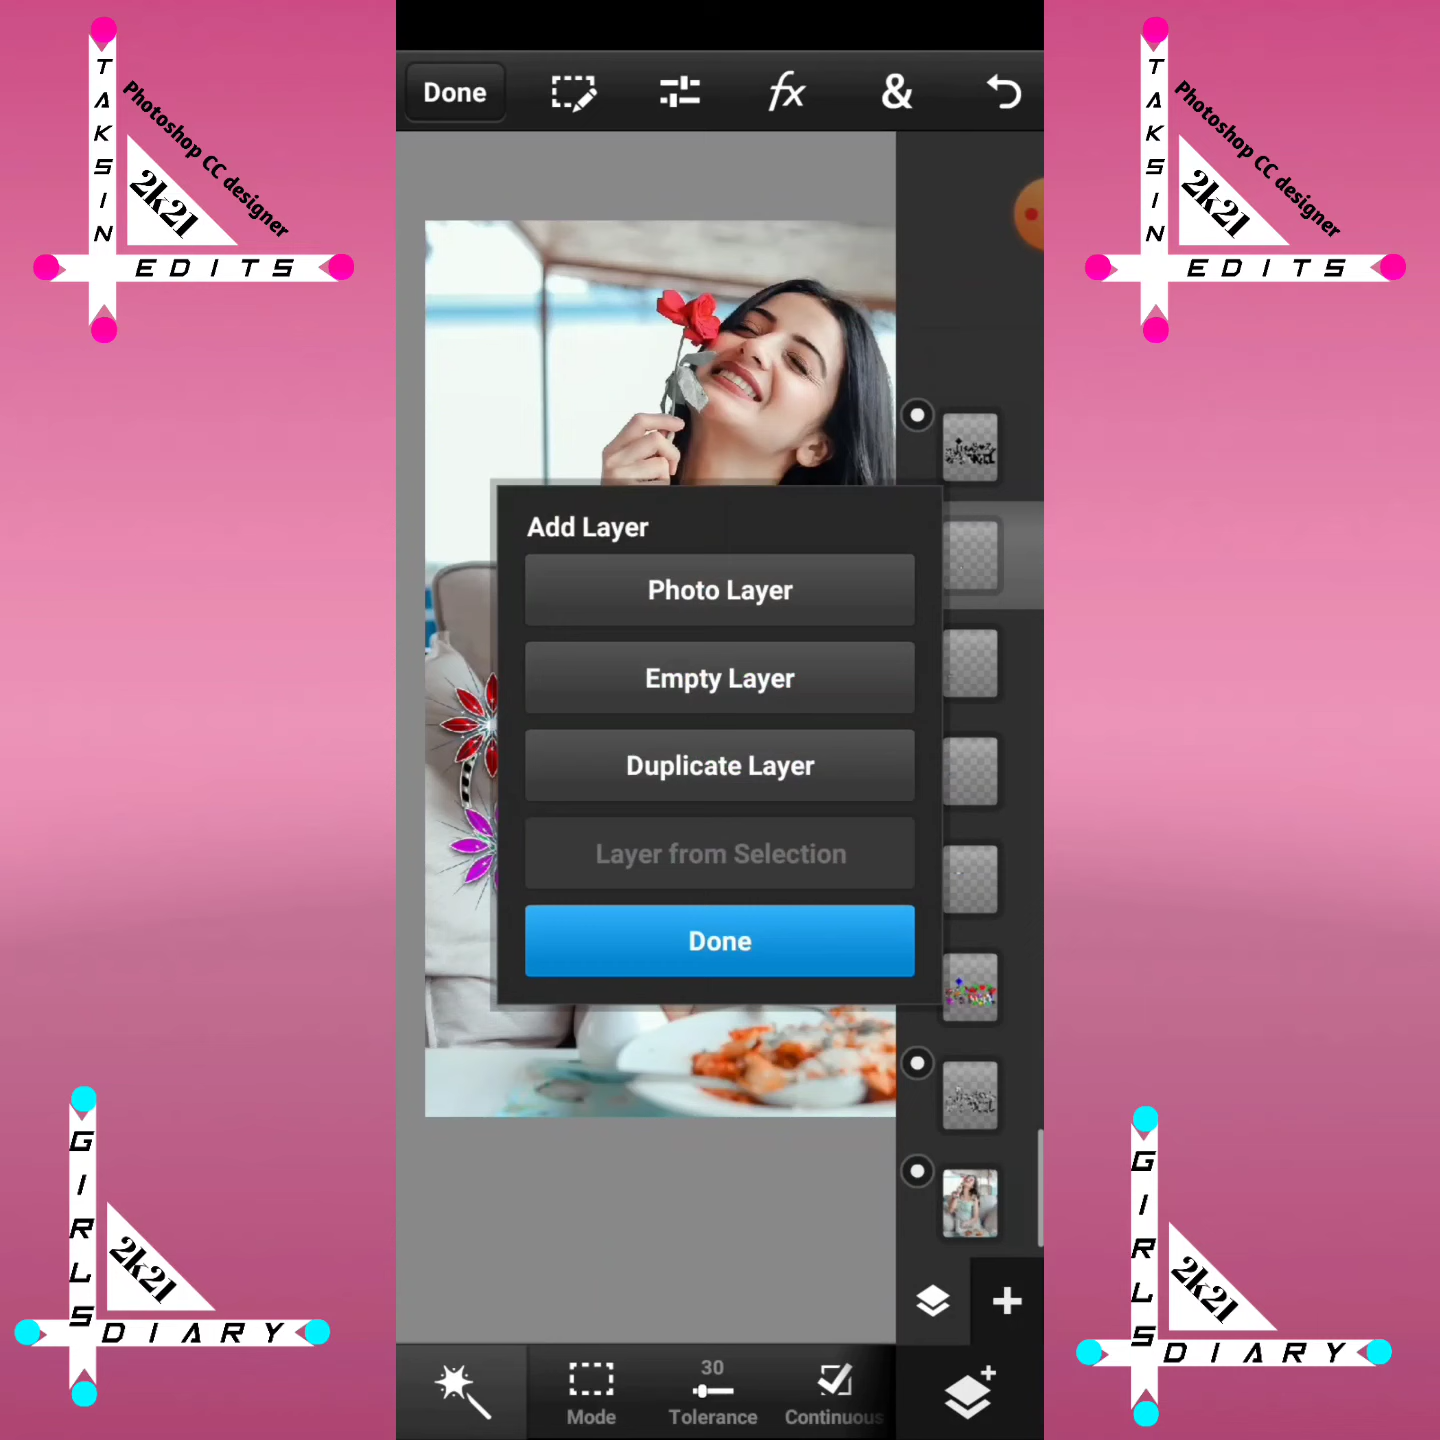 TAKSIN
Photoshop CC designer
2k21
EDITS
Done
fx
&
TAKSIN
Photoshop CC designer
2k21
EDITS
Add Layer
Photo Layer
Empty Layer
Duplicate Layer
Layer from Selection
Done
GIRLS
2k21
DIARY
30
Mode
Tolerance
Continuous
GIRLS
2k21
DIARY